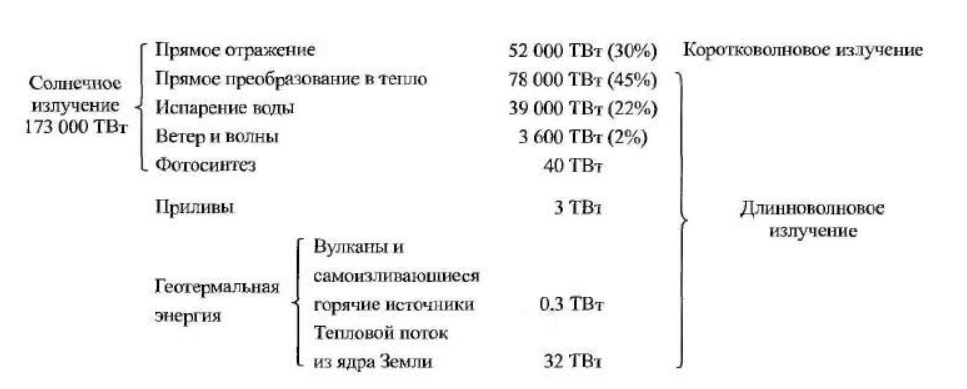 Прямое отражение 52 000 ТВт (30%) Коротковолновое излучение
Солнечное
излучение
173 000 ТВт
Прямое преобразование в тепло 78 000 ТВт (45%)
Испарение воды 39 000 ТВт (22%)
Ветер и волны 3 600 ТВт (2%)
Фотосинтез 40 ТВт
Приливы 3 ТВт
Длинноволновое
излучение
Геотермальная
энергия
Вулканы и
самоизливающиеся
горячие источники 0,3 ТВт
Тепловой поток
из ядра Земли 32 ТВт